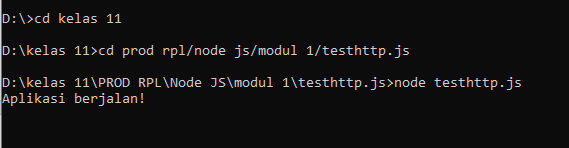 D:\>cd kelas 11
D:\kelas 11>cd prod rpl/node js/modul 1/testhttp.js
D:\kelas 11\PROD RPL\Node JS\modul 1\testhttp.js>node testhttp.js
Aplikasi berjalan!